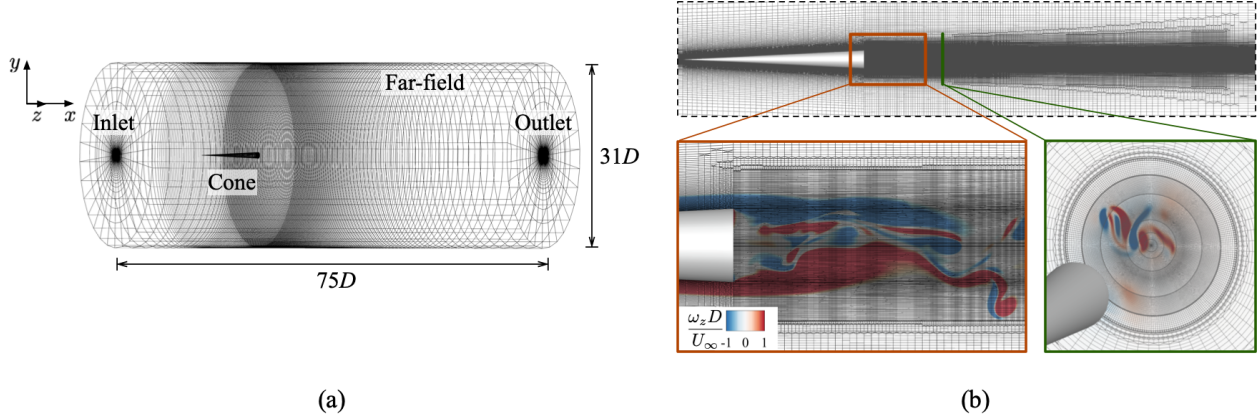 y
z
x
Inlet
Far-field
Outlet
Cone
31D
75D
ω_z D
U_∞
-1 0 1
(a)
(b)